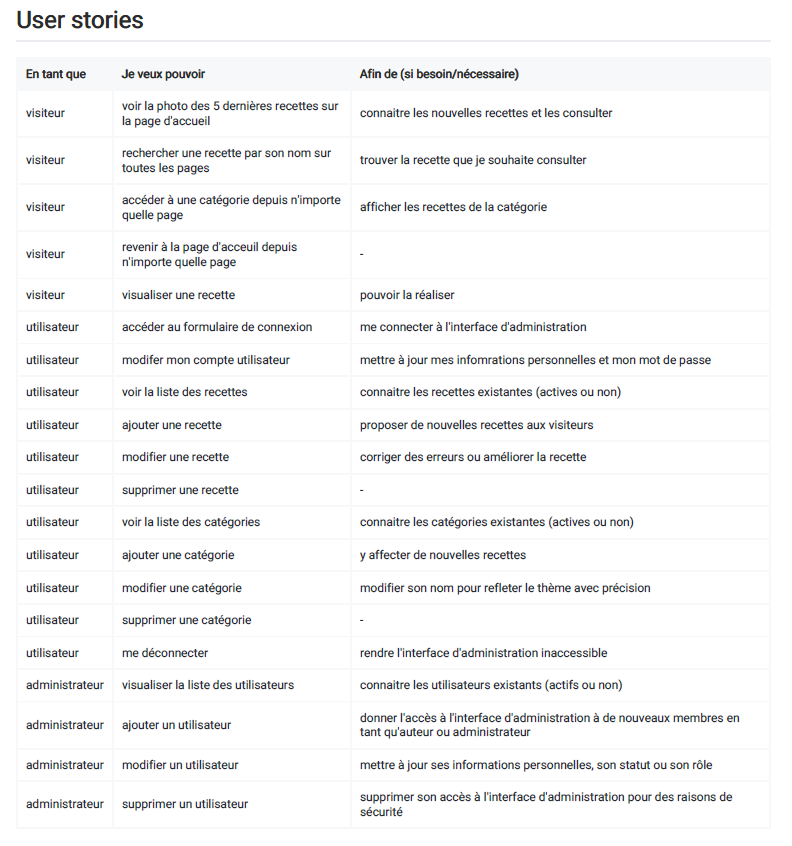 User stories
En tant que Je veux pouvoir Afin de (si besoin/nécessaire)
visiteur voir la photo des 5 dernières recettes sur la page d'accueil connaitre les nouvelles recettes et les consulter
visiteur rechercher une recette par son nom sur toutes les pages trouver la recette que je souhaite consulter
visiteur accéder à une catégorie depuis n'importe quelle page afficher les recettes de la catégorie
visiteur revenir à la page d'acceuil depuis n'importe quelle page -
visiteur visualiser une recette pouvoir la réaliser
utilisateur accéder au formulaire de connexion me connecter à l'interface d'administration
utilisateur modifer mon compte utilisateur mettre à jour mes infomrations personnelles et mon mot de passe
utilisateur voir la liste des recettes connaitre les recettes existantes (actives ou non)
utilisateur ajouter une recette proposer de nouvelles recettes aux visiteurs
utilisateur modifier une recette corriger des erreurs ou améliorer la recette
utilisateur supprimer une recette -
utilisateur voir la liste des catégories connaitre les catégories existantes (actives ou non)
utilisateur ajouter une catégorie y affecter de nouvelles recettes
utilisateur modifier une catégorie modifier son nom pour refleter le thème avec précision
utilisateur supprimer une catégorie -
utilisateur me déconnecter rendre l'interface d'administration inaccessible
administrateur visualiser la liste des utilisateurs connaitre les utilisateurs existants (actifs ou non)
administrateur ajouter un utilisateur donner l'accès à l'interface d'administration à de nouveaux membres en tant qu'auteur ou administrateur
administrateur modifier un utilisateur mettre à jour ses informations personnelles, son statut ou son rôle
administrateur supprimer un utilisateur supprimer son accès à l'interface d'administration pour des raisons de sécurité